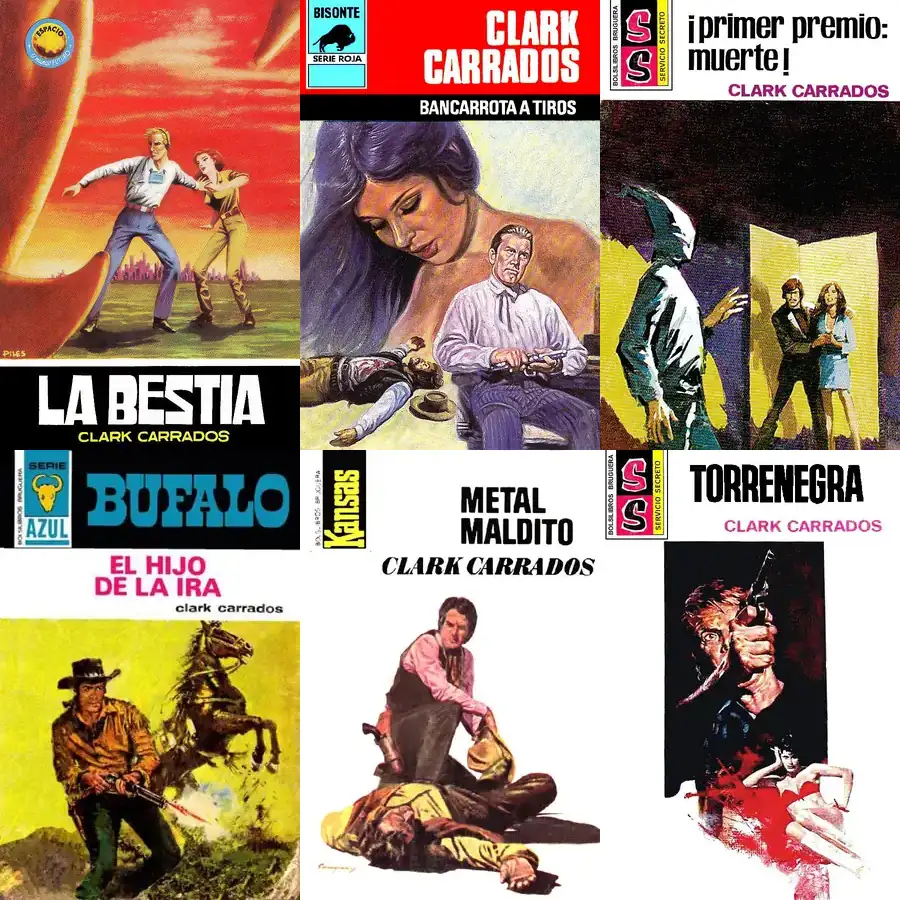 ESPACIO
LA BESTIA
CLARK CARRADOS
PILES
BISONTE
SERIE ROJA
CLARK
CARRADOS
BANCARROTA A TIROS
BOLSILIBROS BRUGUERA
SS
SERVICIO SECRETO
¡primer premio:
muerte!
CLARK CARRADOS
BOLSILIBROS BRUGUERA
SERIE
AZUL
BUFALO
EL HIJO
DE LA IRA
clark carrados
BOLSILIBROS BRUGUERA
Kansas
METAL
MALDITO
CLARK CARRADOS
BOLSILIBROS BRUGUERA
SS
SERVICIO SECRETO
TORRENEGRA
CLARK CARRADOS